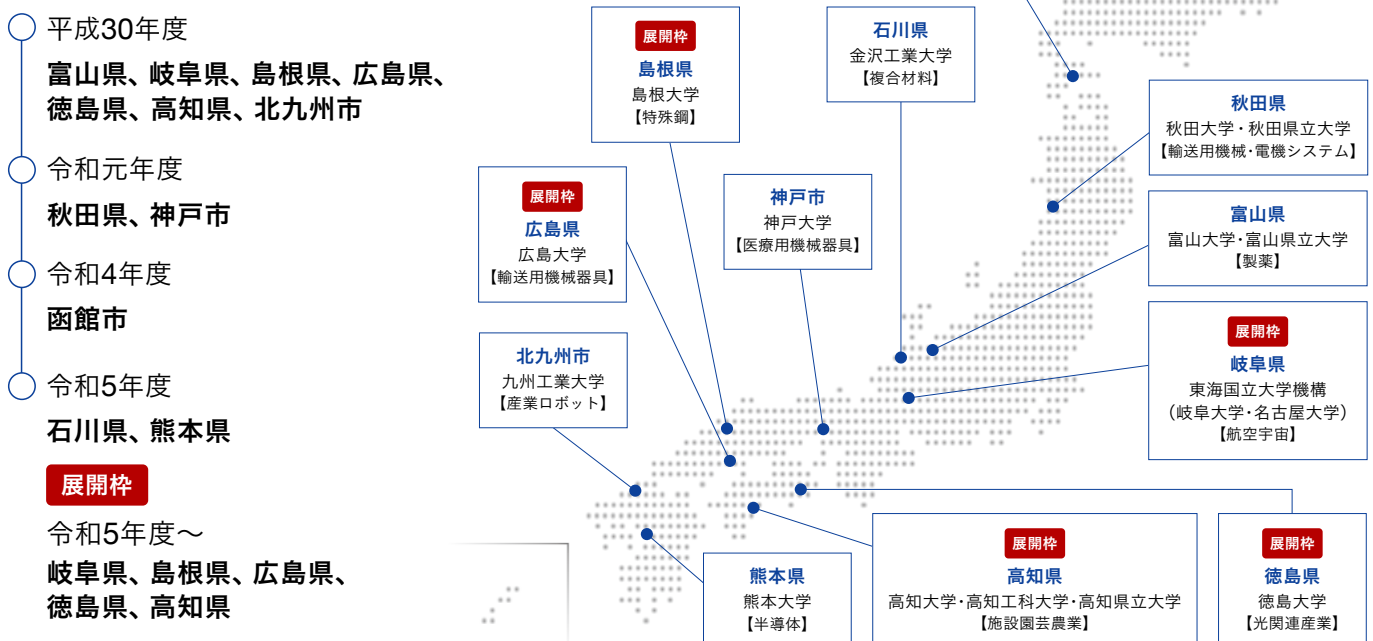 平成30年度
富山県、岐阜県、島根県、広島県、
徳島県、高知県、北九州市
令和元年度
秋田県、神戸市
令和4年度
函館市
令和5年度
石川県、熊本県
展開枠
令和5年度～
岐阜県、島根県、広島県、
徳島県、高知県
展開枠
島根県
島根大学
【特殊鋼】
石川県
金沢工業大学
【複合材料】
秋田県
秋田大学・秋田県立大学
【輸送用機械・電機システム】
展開枠
広島県
広島大学
【輸送用機械器具】
神戸市
神戸大学
【医療用機械器具】
富山県
富山大学・富山県立大学
【製薬】
北九州市
九州工業大学
【産業ロボット】
展開枠
岐阜県
東海国立大学機構
（岐阜大学・名古屋大学）
【航空宇宙】
熊本県
熊本大学
【半導体】
展開枠
高知県
高知大学・高知工科大学・高知県立大学
【施設園芸農業】
展開枠
徳島県
徳島大学
【光関連産業】